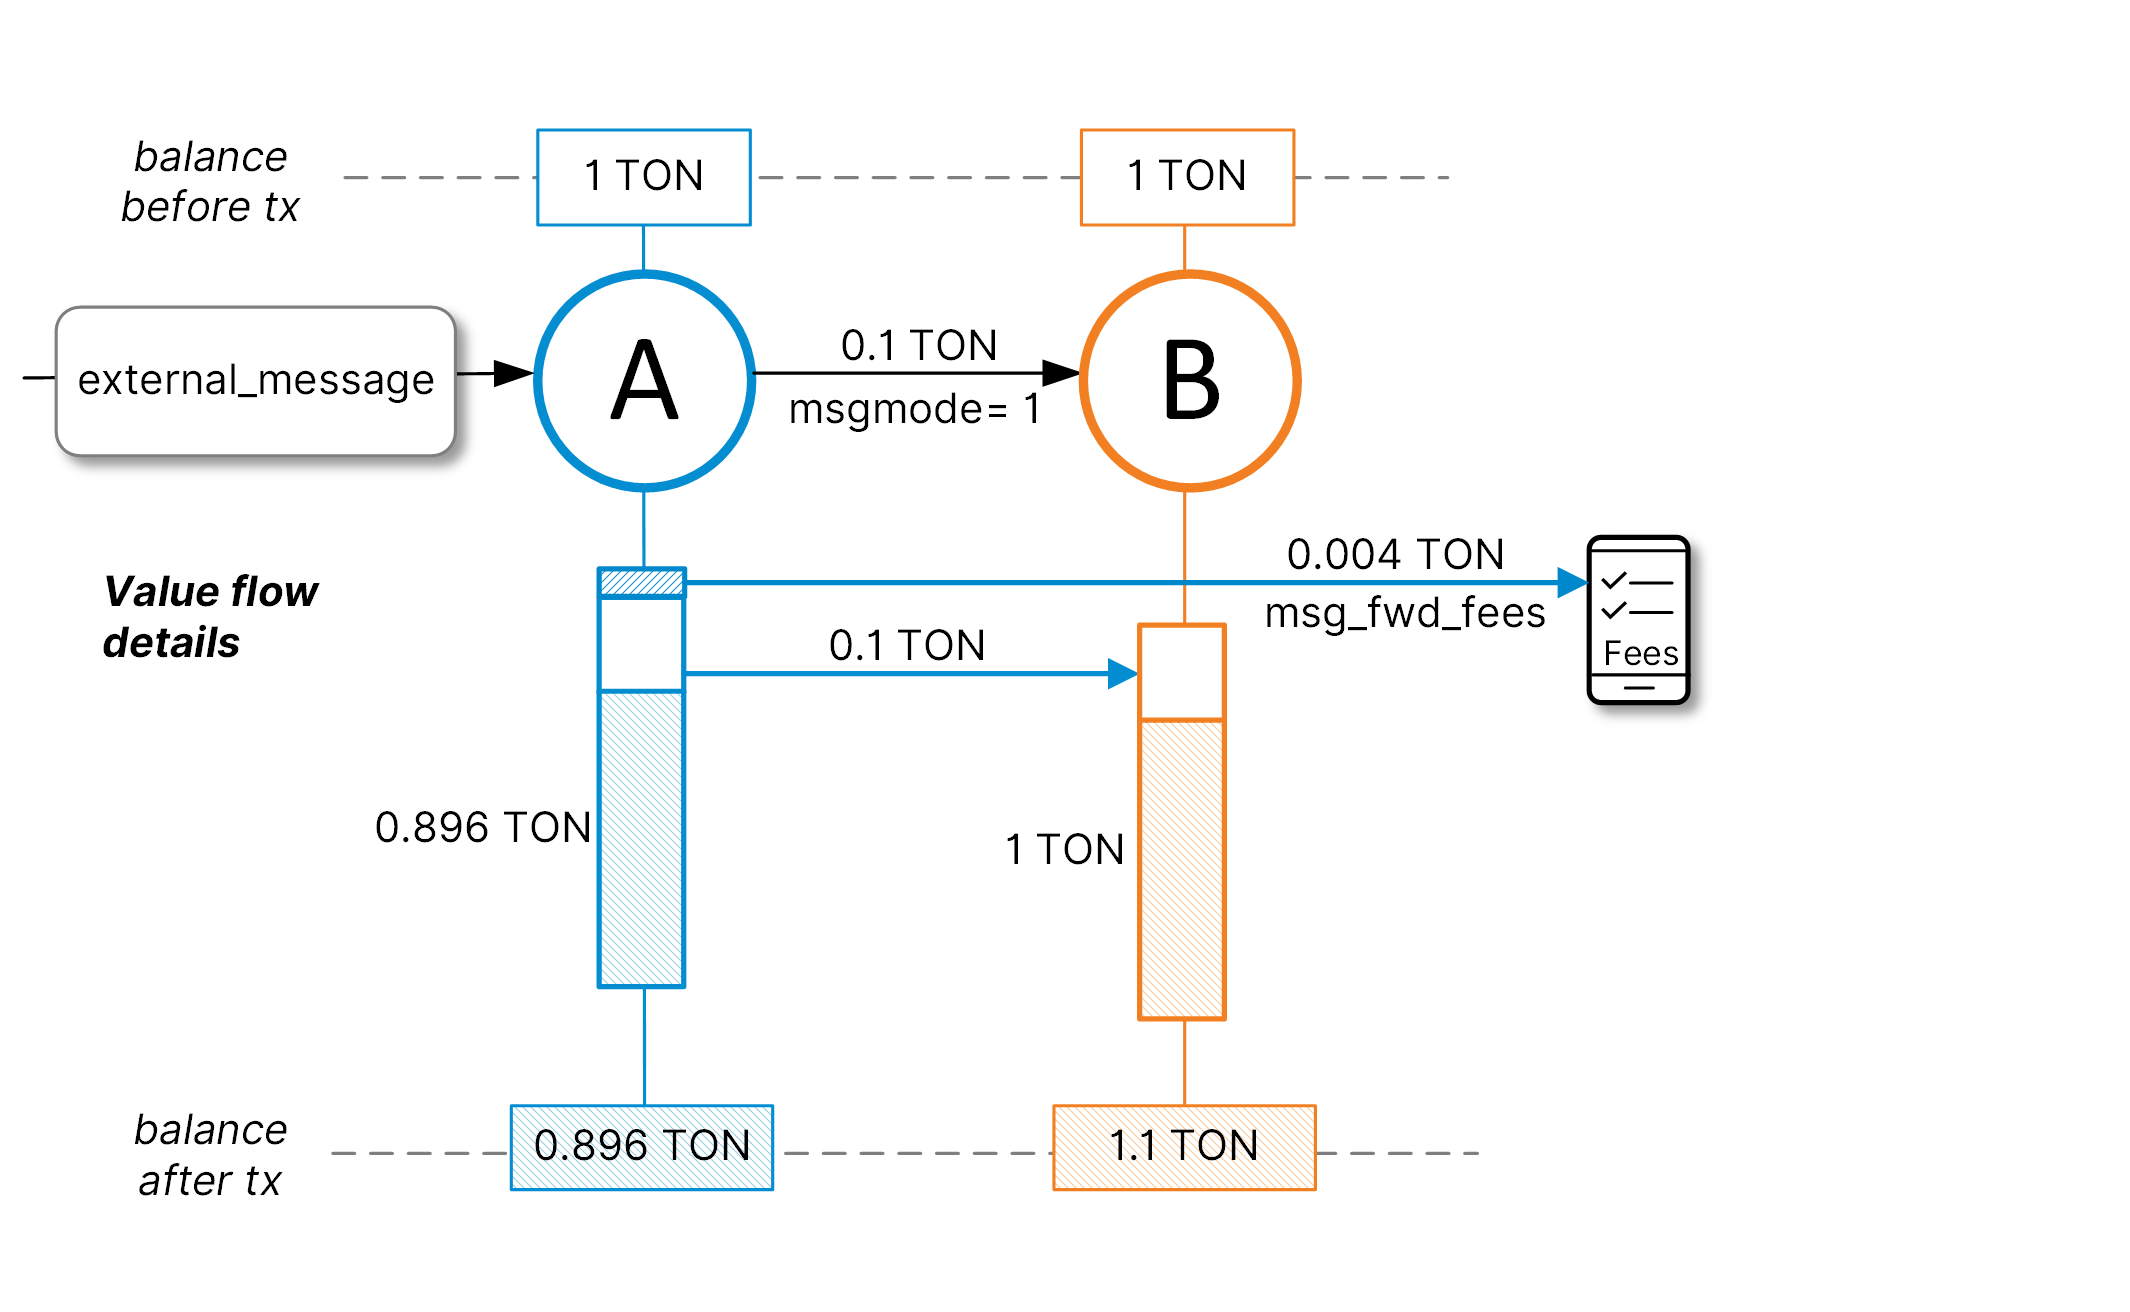 balance
before tx
1 TON
1 TON
external_message
A
0.1 TON
msgmode= 1
B
Value flow
details
0.004 TON
msg_fwd_fees
Fees
0.1 TON
0.896 TON
1 TON
balance
after tx
0.896 TON
1.1 TON